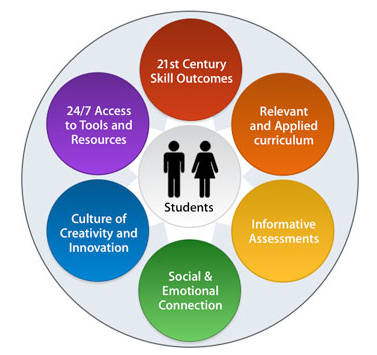 21st Century
Skill Outcomes
Relevant
and Applied
curriculum
Informative
Assessments
Social &
Emotional
Connection
Culture of
Creativity and
Innovation
24/7 Access
to Tools and
Resources
Students